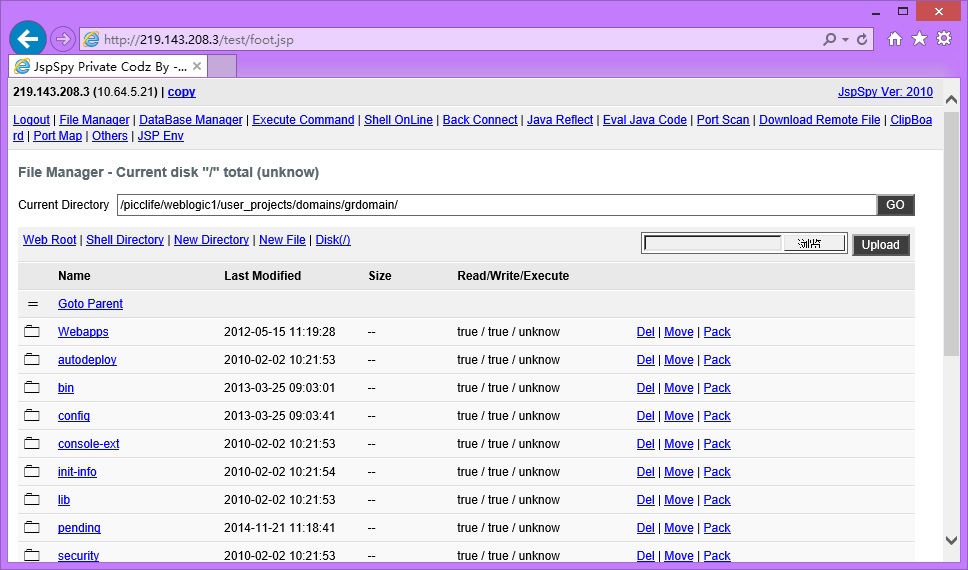 http://219.143.208.3/test/foot.jsp
JspSpy Private Codz By -...
219.143.208.3 (10.64.5.21) | copy
JspSpy Ver: 2010
Logout | File Manager | DataBase Manager | Execute Command | Shell OnLine | Back Connect | Java Reflect | Eval Java Code | Port Scan | Download Remote File | ClipBoa
rd | Port Map | Others | JSP Env
File Manager - Current disk "/" total (unknow)
Current Directory /picclife/weblogic1/user_projects/domains/grdomain/ GO
Web Root | Shell Directory | New Directory | New File | Disk(/) Upload
Name Last Modified Size Read/Write/Execute
= Goto Parent
Webapps 2012-05-15 11:19:28 -- true / true / unknow Del | Move | Pack
autodeploy 2010-02-02 10:21:53 -- true / true / unknow Del | Move | Pack
bin 2013-03-25 09:03:01 -- true / true / unknow Del | Move | Pack
config 2013-03-25 09:03:41 -- true / true / unknow Del | Move | Pack
console-ext 2010-02-02 10:21:53 -- true / true / unknow Del | Move | Pack
init-info 2010-02-02 10:21:54 -- true / true / unknow Del | Move | Pack
lib 2010-02-02 10:21:53 -- true / true / unknow Del | Move | Pack
pending 2014-11-21 11:18:41 -- true / true / unknow Del | Move | Pack
security 2010-02-02 10:21:53 -- true / true / unknow Del | Move | Pack